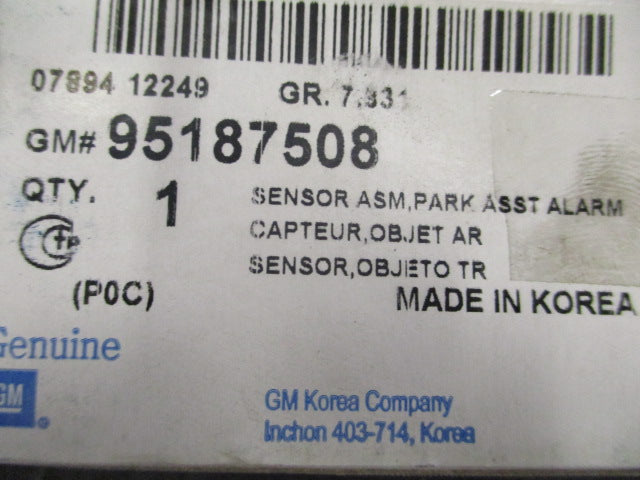 07894 12249 GR. 7.831
GM# 95187508
QTY. 1
SENSOR ASM,PARK ASST ALARM
CAPTEUR,OBJET AR
SENSOR,OBJETO TR
(P0C)
MADE IN KOREA
Genuine
GM
GM Korea Company
Inchon 403-714, Korea